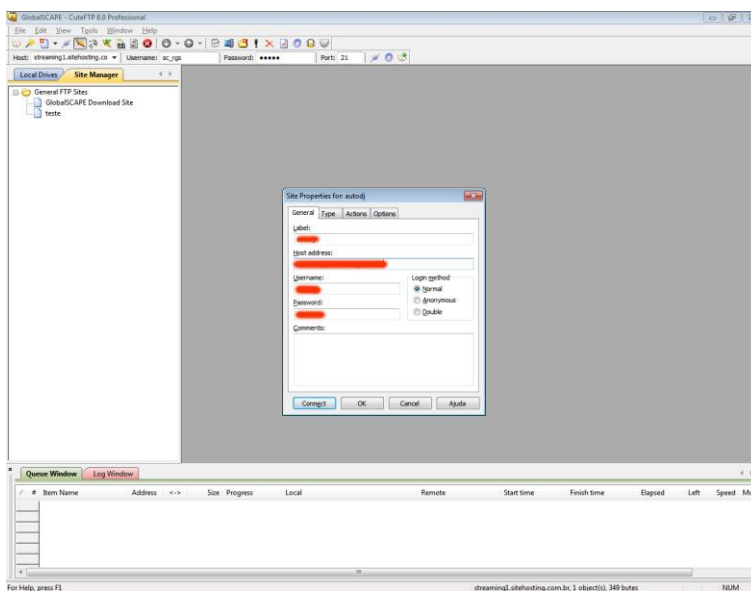 GlobalSCAPE - CuteFTP 8.0 Professional
File Edit View Tools Window Help
Host: streaming1.sitehosting.co Username: sc_rgs Password: ●●●●● Port: 21
Local Drives Site Manager
General FTP Sites
GlobalSCAPE Download Site
teste
Site Properties for: autodj
General Type Actions Options
Label:
Host address:
Username:
Login method
Normal
Password:
Anonymous
Double
Comments:
Connect OK Cancel Ajuda
Queue Window Log Window
/ # Item Name Address <-> Size Progress Local Remote Start time Finish time Elapsed Left Speed
For Help, press F1 streaming1.sitehosting.com.br, 1 object(s), 349 bytes NUM